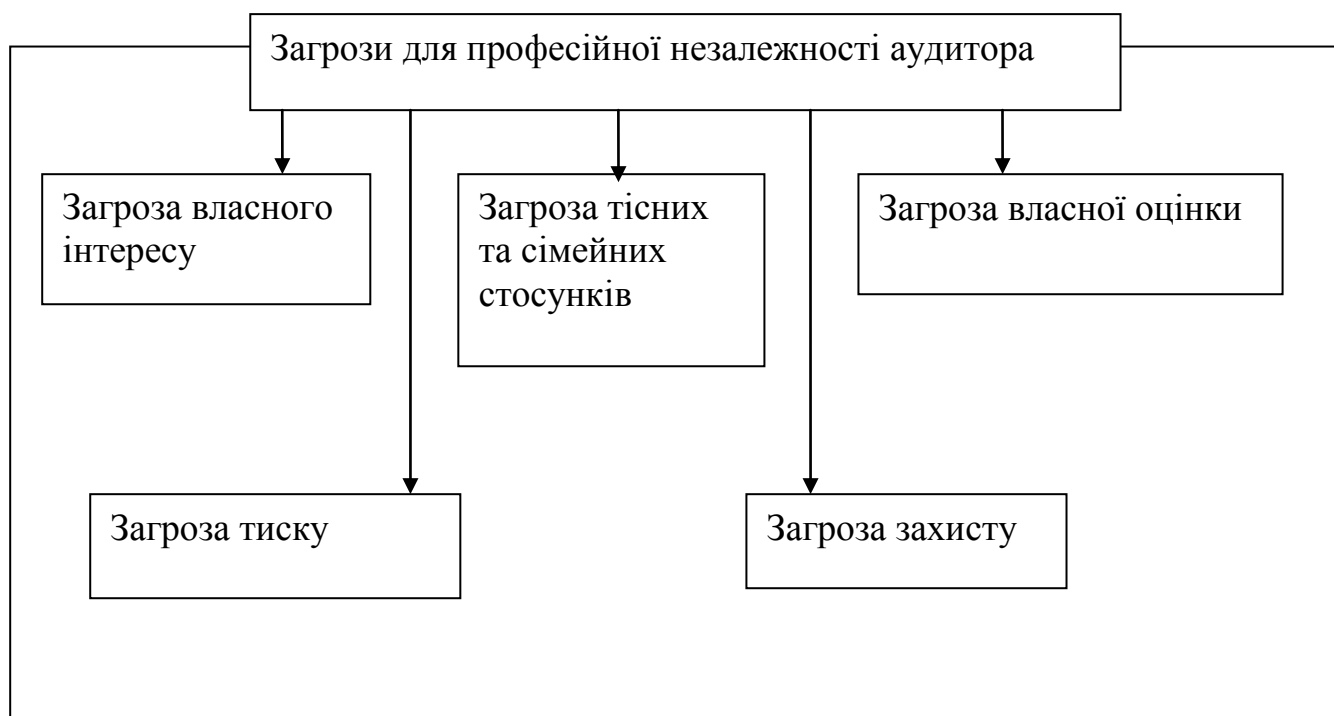 Загрози для професійної незалежності аудитора
Загроза власного
інтересу
Загроза тісних
та сімейних
стосунків
Загроза власної оцінки
Загроза тиску
Загроза захисту